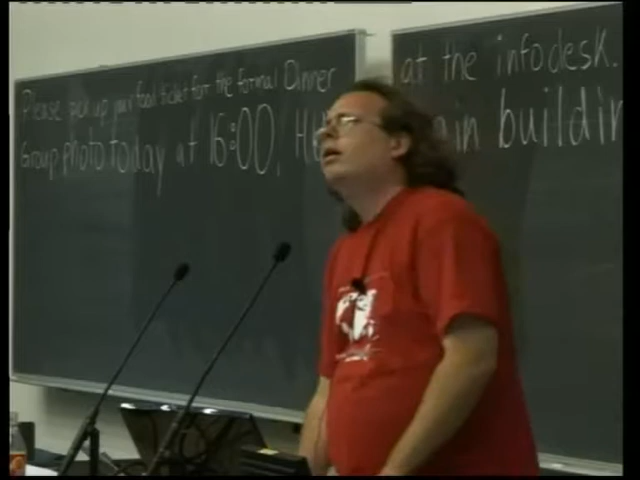 Please pick up your food ticket for the formal Dinner at the infodesk.
Group photo today at 16:00, in buildin